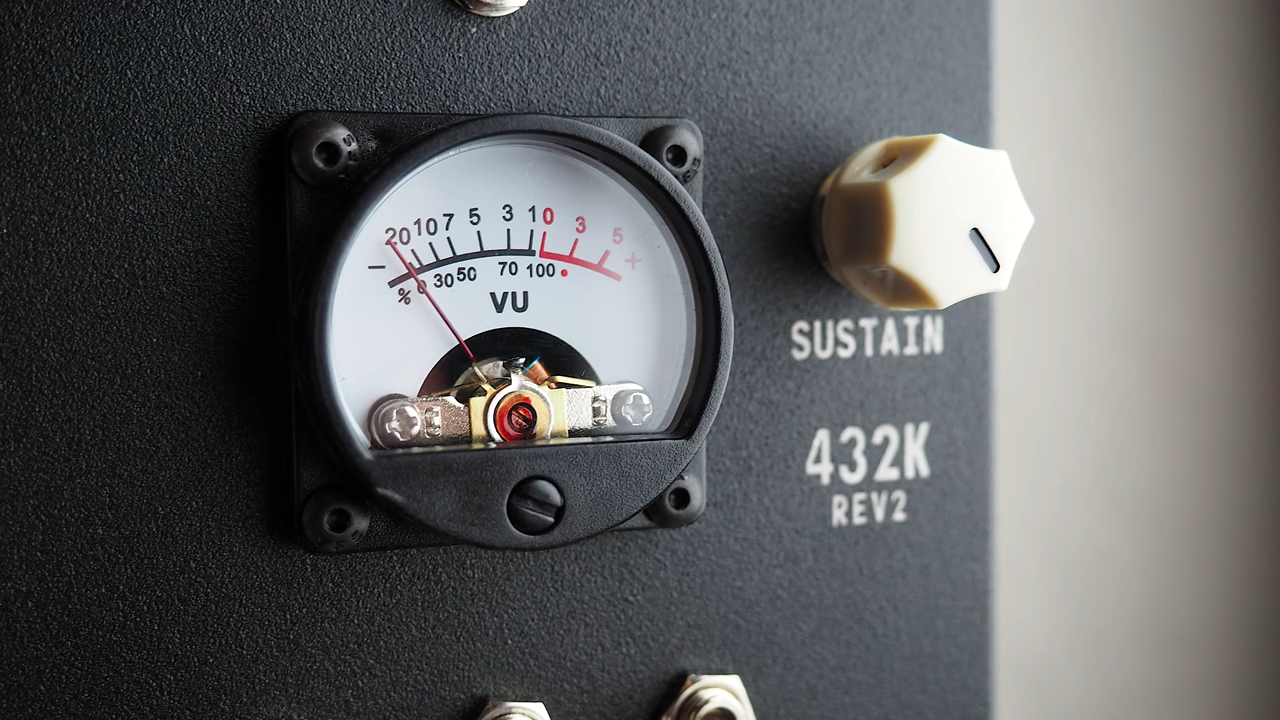 20 10 7 5 3 1 0 3 5
− +
% 0 30 50 70 100
VU
SUSTAIN
432K
REV2